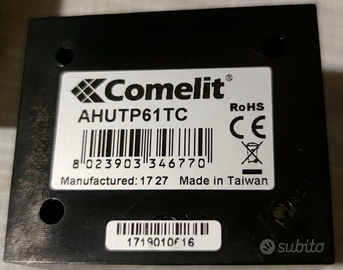 Comelit®
AHUTP61TC
RoHS
CE
8 023903 346770
Manufactured: 17 27 Made in Taiwan
1719010616
subito